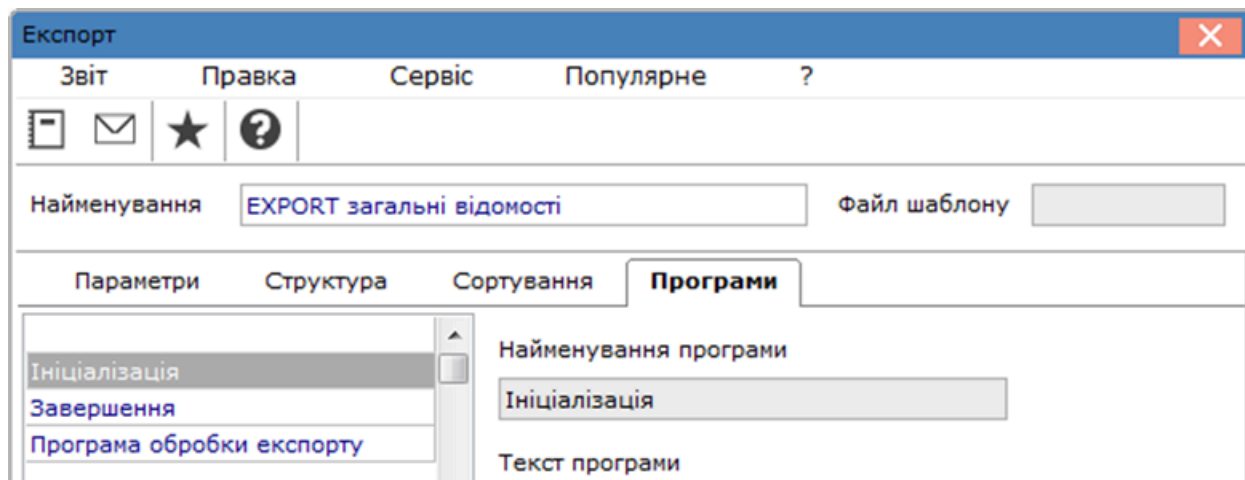 Експорт
Звіт Правка Сервіс Популярне ?
Найменування EXPORT загальні відомості Файл шаблону
Параметри Структура Сортування Програми
Ініціалізація
Завершення
Програма обробки експорту
Найменування програми
Ініціалізація
Текст програми